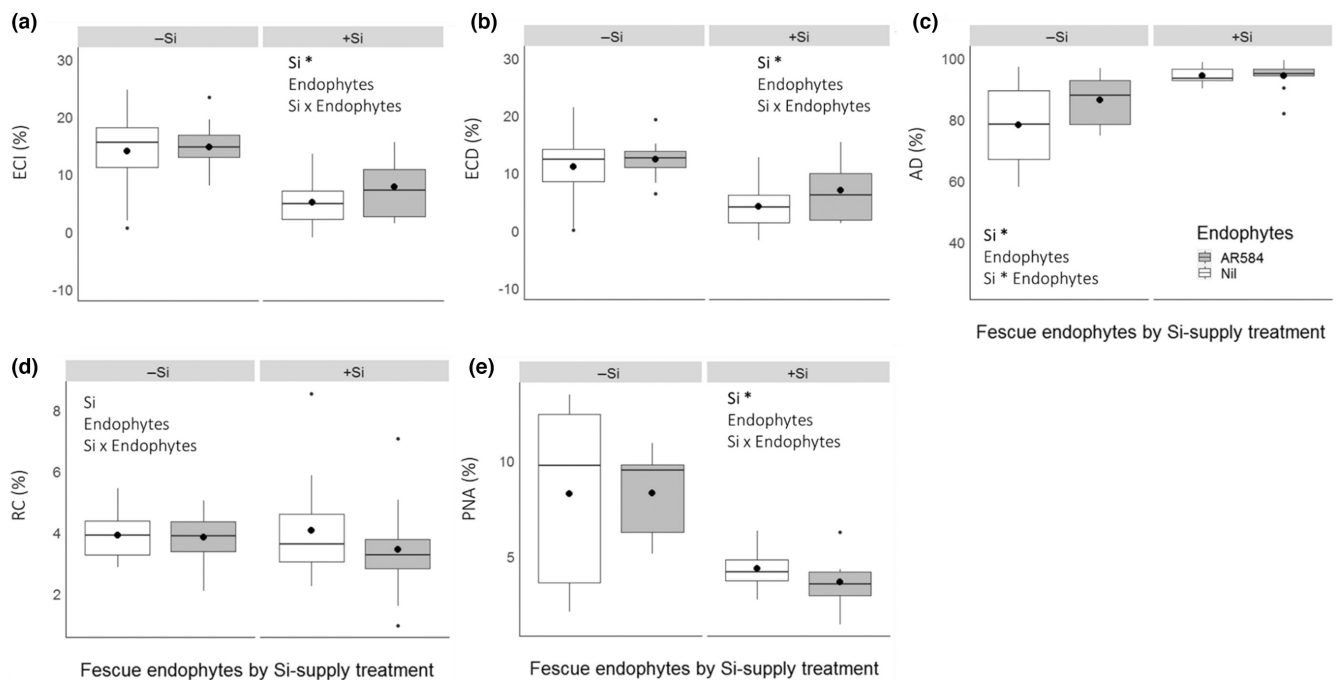 (a)
–Si
+Si
30
20
10
0
-10
ECI (%)
Si *
Endophytes
Si x Endophytes
(b)
–Si
+Si
30
20
10
0
-10
ECD (%)
Si *
Endophytes
Si x Endophytes
(c)
–Si
+Si
100
80
60
40
AD (%)
Si *
Endophytes
Si * Endophytes
Endophytes
AR584
Nil
Fescue endophytes by Si-supply treatment
(d)
–Si
+Si
8
6
4
2
RC (%)
Si
Endophytes
Si x Endophytes
Fescue endophytes by Si-supply treatment
(e)
–Si
+Si
10
5
PNA (%)
Si *
Endophytes
Si x Endophytes
Fescue endophytes by Si-supply treatment